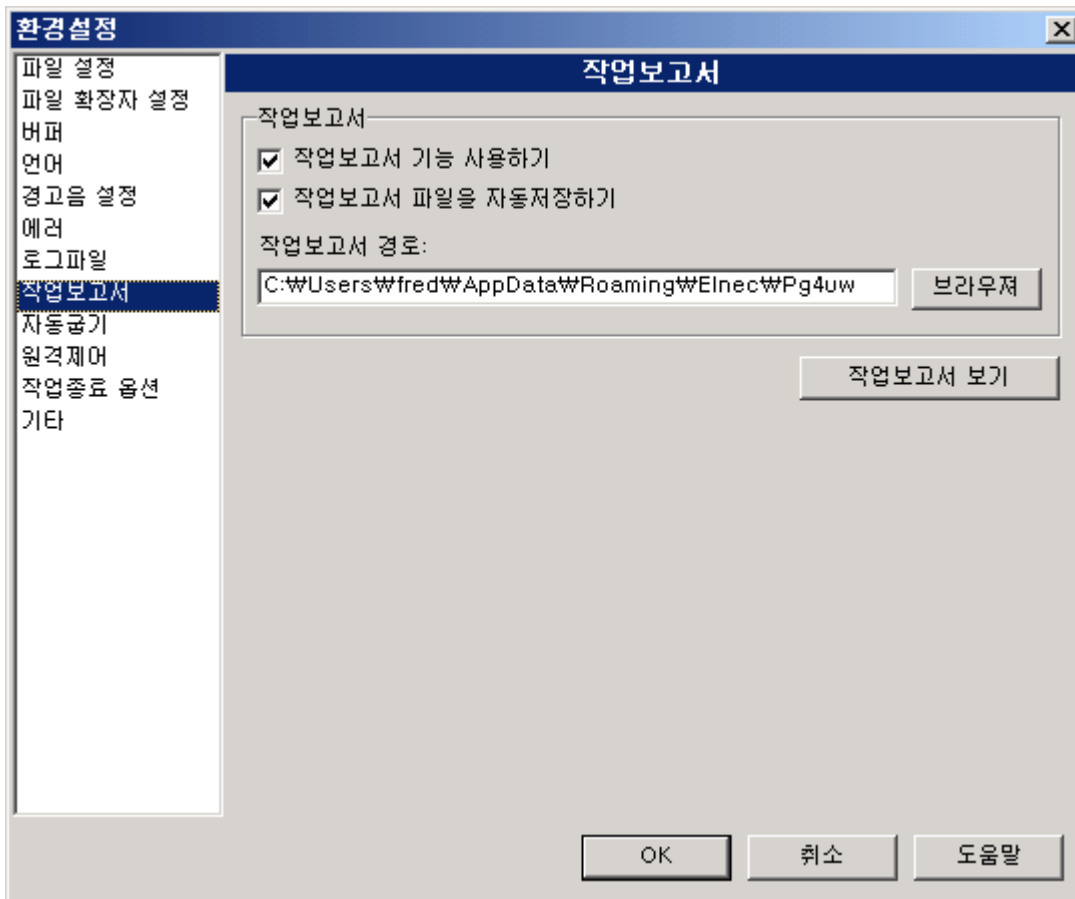 환경설정
파일 설정
파일 확장자 설정
버퍼
언어
경고음 설정
에러
로그파일
작업보고서
자동굽기
원격제어
작업종료 옵션
기타
작업보고서
작업보고서
작업보고서 기능 사용하기
작업보고서 파일을 자동저장하기
작업보고서 경로:
C:₩Users₩fred₩AppData₩Roaming₩Elnec₩Pg4uw
브라우져
작업보고서 보기
OK
취소
도움말